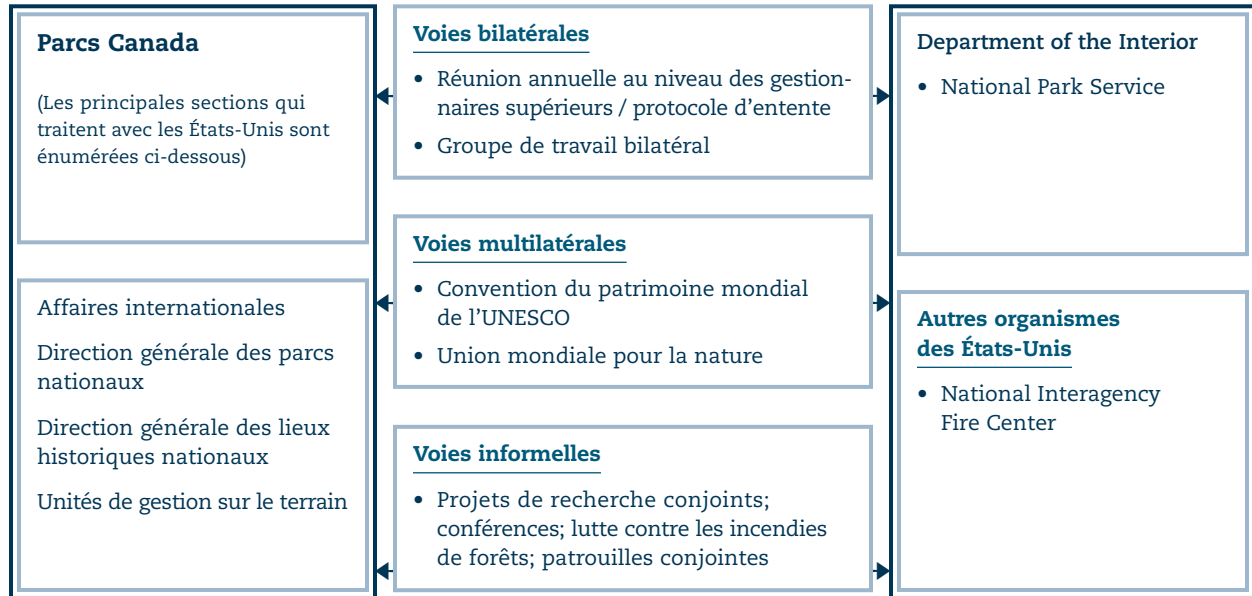 Parcs Canada
(Les principales sections qui
traitent avec les États-Unis sont
énumérées ci-dessous)
Affaires internationales
Direction générale des parcs
nationaux
Direction générale des lieux
historiques nationaux
Unités de gestion sur le terrain
Voies bilatérales
• Réunion annuelle au niveau des gestion-
naires supérieurs / protocole d’entente
• Groupe de travail bilatéral
Voies multilatérales
• Convention du patrimoine mondial
de l’UNESCO
• Union mondiale pour la nature
Voies informelles
• Projets de recherche conjoints;
conférences; lutte contre les incendies
de forêts; patrouilles conjointes
Department of the Interior
• National Park Service
Autres organismes
des États-Unis
• National Interagency
Fire Center